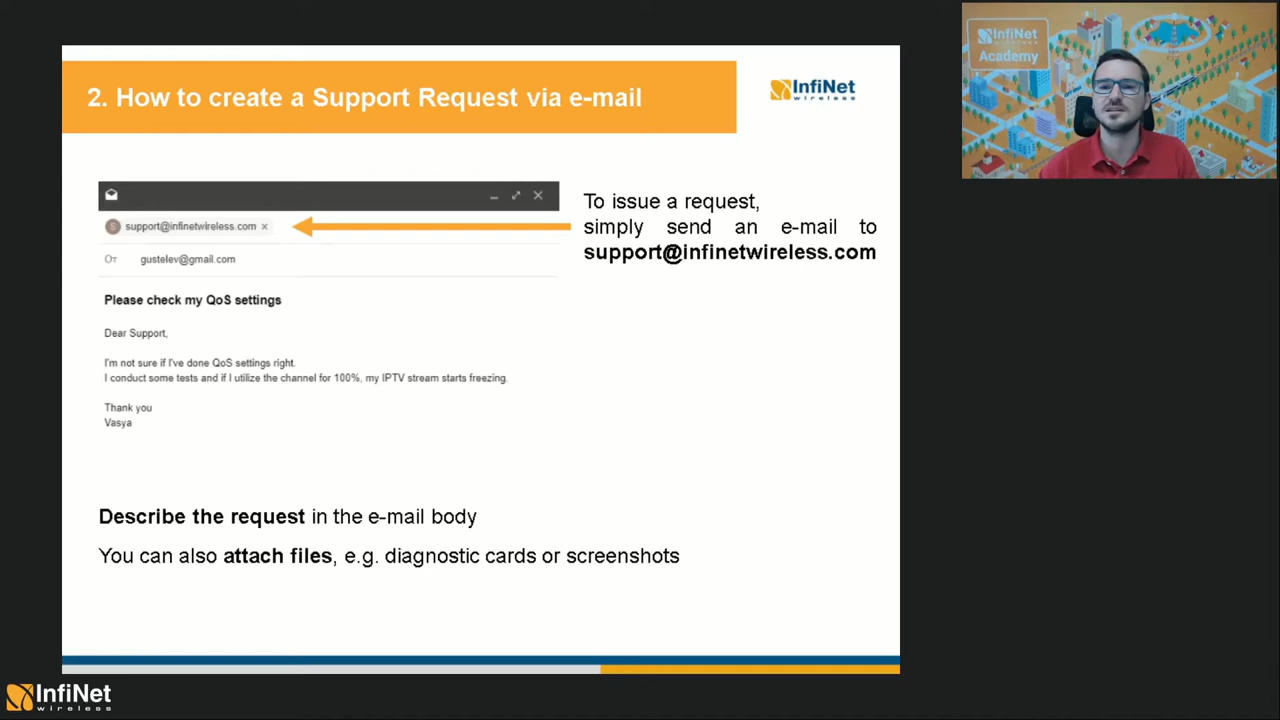 2. How to create a Support Request via e-mail
InfiNet
wireless
InfiNet
wireless
Academy
support@infinetwireless.com ×
От gustelev@gmail.com
Please check my QoS settings
Dear Support,
I'm not sure if I've done QoS settings right.
I conduct some tests and if I utilize the channel for 100%, my IPTV stream starts freezing.
Thank you
Vasya
To issue a request,
simply send an e-mail to
support@infinetwireless.com
Describe the request in the e-mail body
You can also attach files, e.g. diagnostic cards or screenshots
InfiNet
wireless